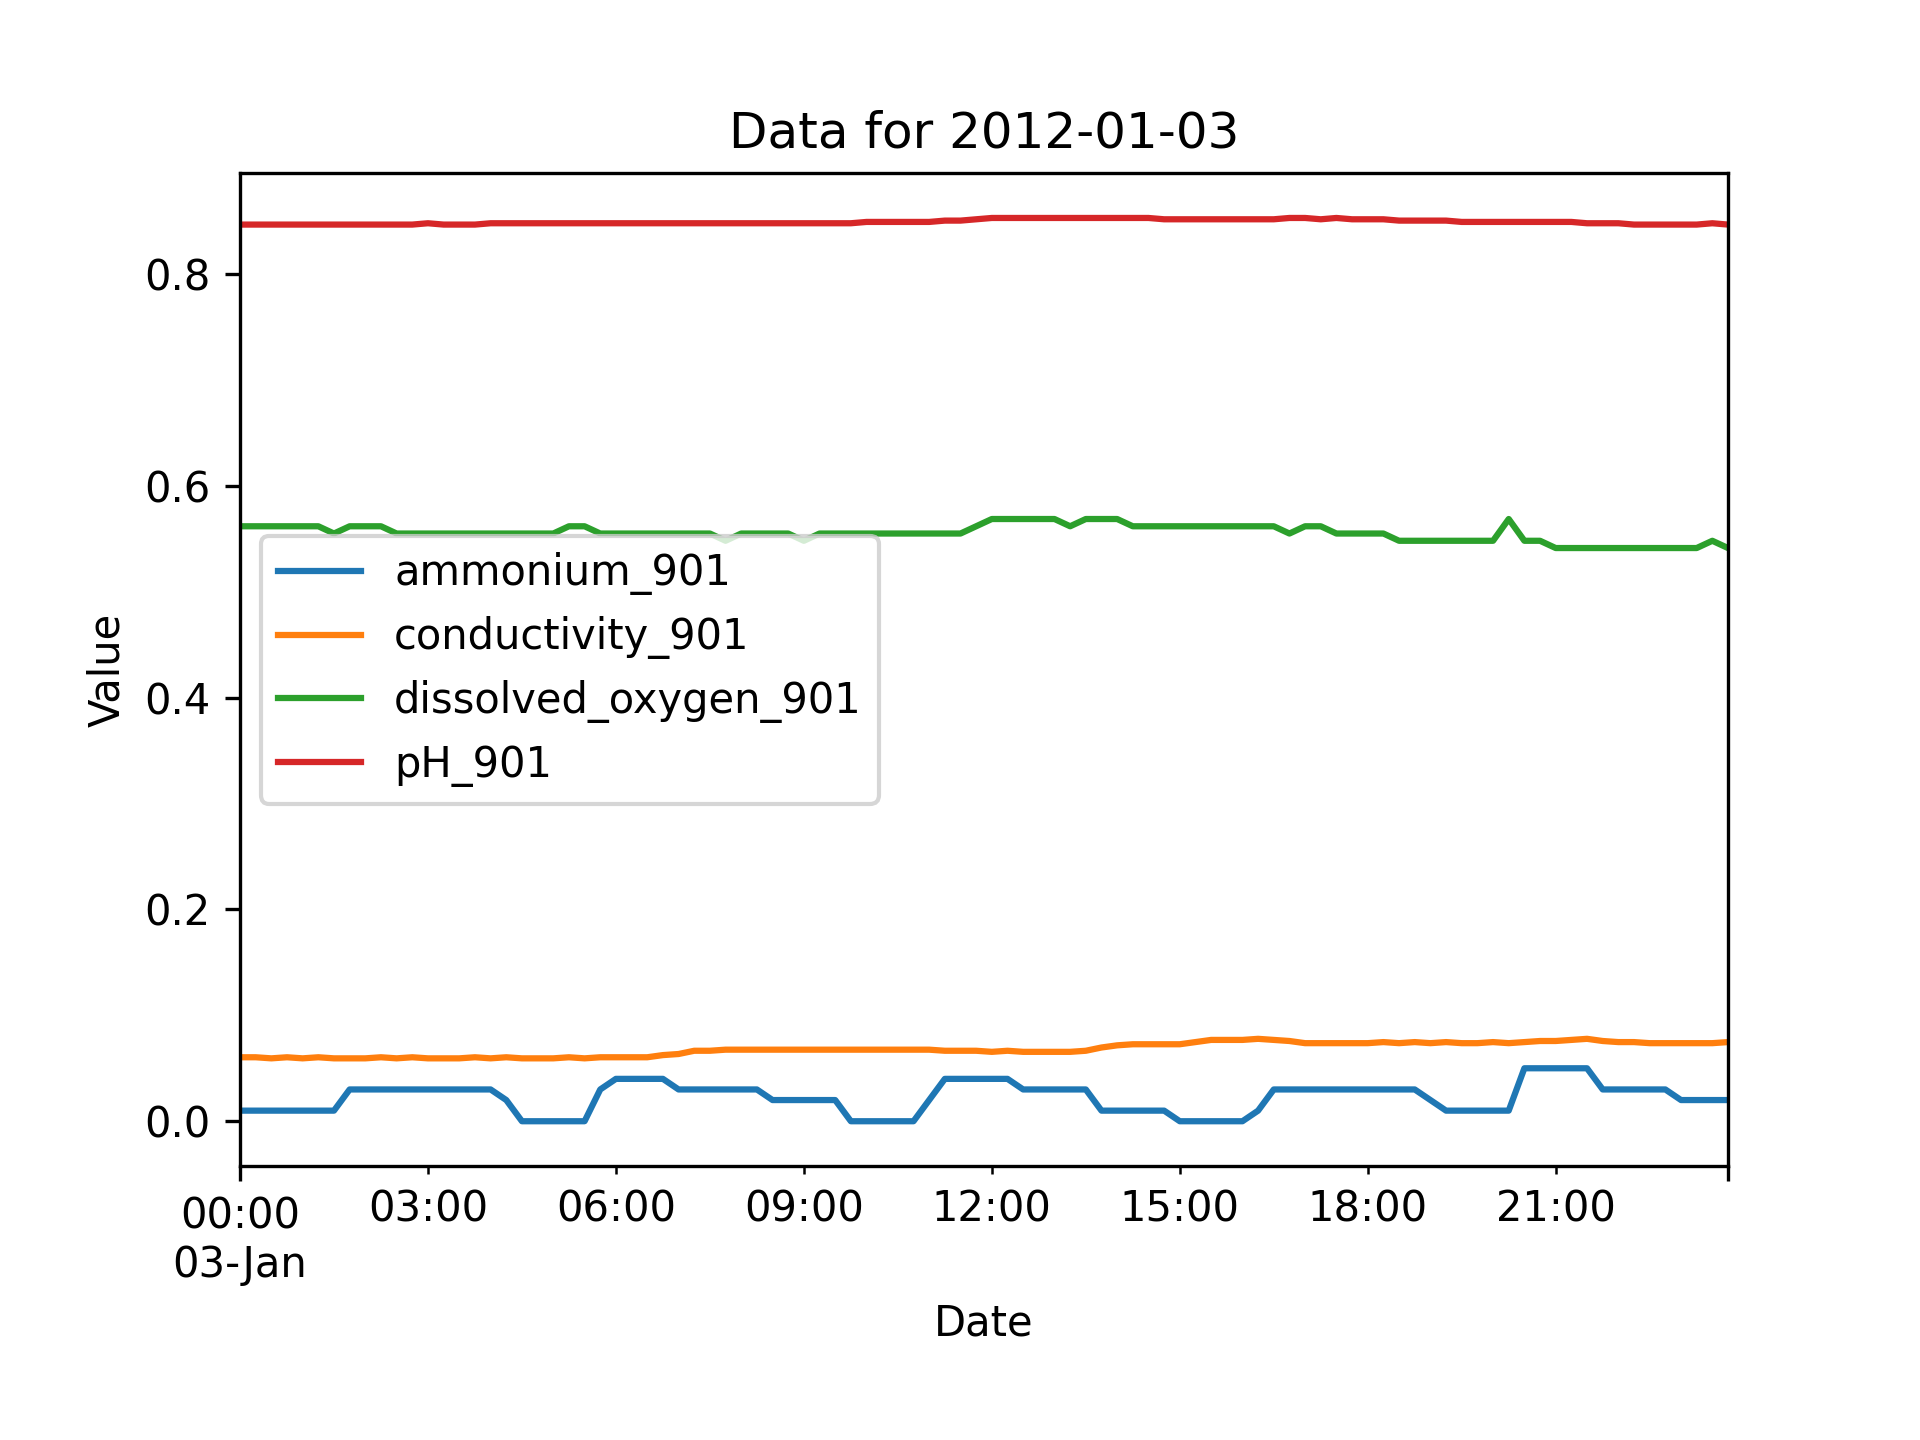 Data for 2012-01-03
Value
0.8
0.6
0.4
0.2
0.0
ammonium_901
conductivity_901
dissolved_oxygen_901
pH_901
00:00 03:00 06:00 09:00 12:00 15:00 18:00 21:00
03-Jan
Date